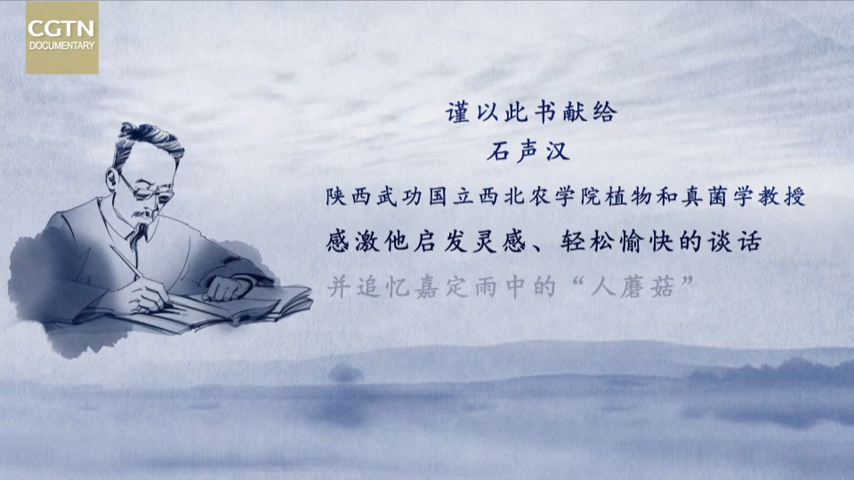 CGTN
DOCUMENTARY
谨以此书献给
石声汉
陕西武功国立西北农学院植物和真菌学教授
感激他启发灵感、轻松愉快的谈话
并追忆嘉定雨中的“人蘑菇”